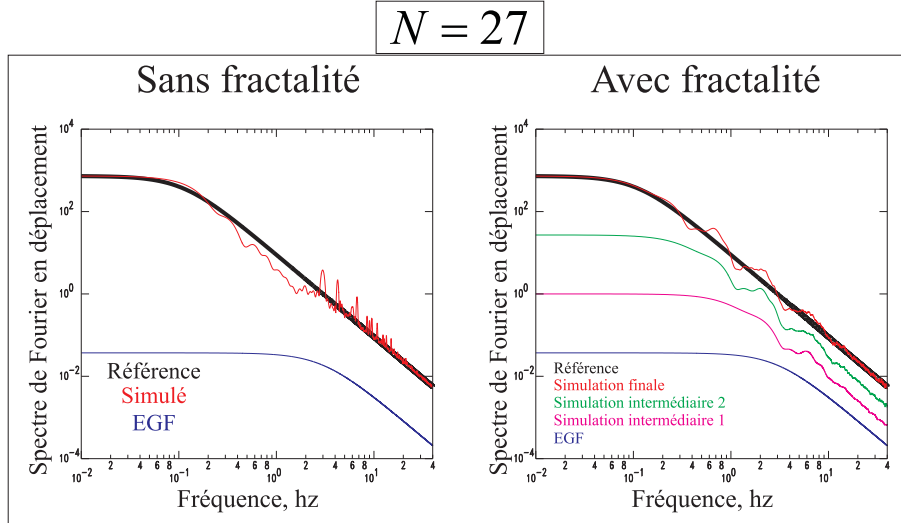 N = 27
Sans fractalité
Spectre de Fourier en déplacement
10^4
10^2
10^0
10^-2
10^-4
Référence
Simulé
EGF
10^-2 2 4 6 8 10^-1 2 4 6 8 10^0 2 4 6 8 10^1 2 4
Fréquence, hz
Avec fractalité
Spectre de Fourier en déplacement
10^4
10^2
10^0
10^-2
10^-4
Référence
Simulation finale
Simulation intermédiaire 2
Simulation intermédiaire 1
EGF
10^-2 2 4 6 8 10^-1 2 4 6 8 10^0 2 4 6 8 10^1 2 4
Fréquence, hz